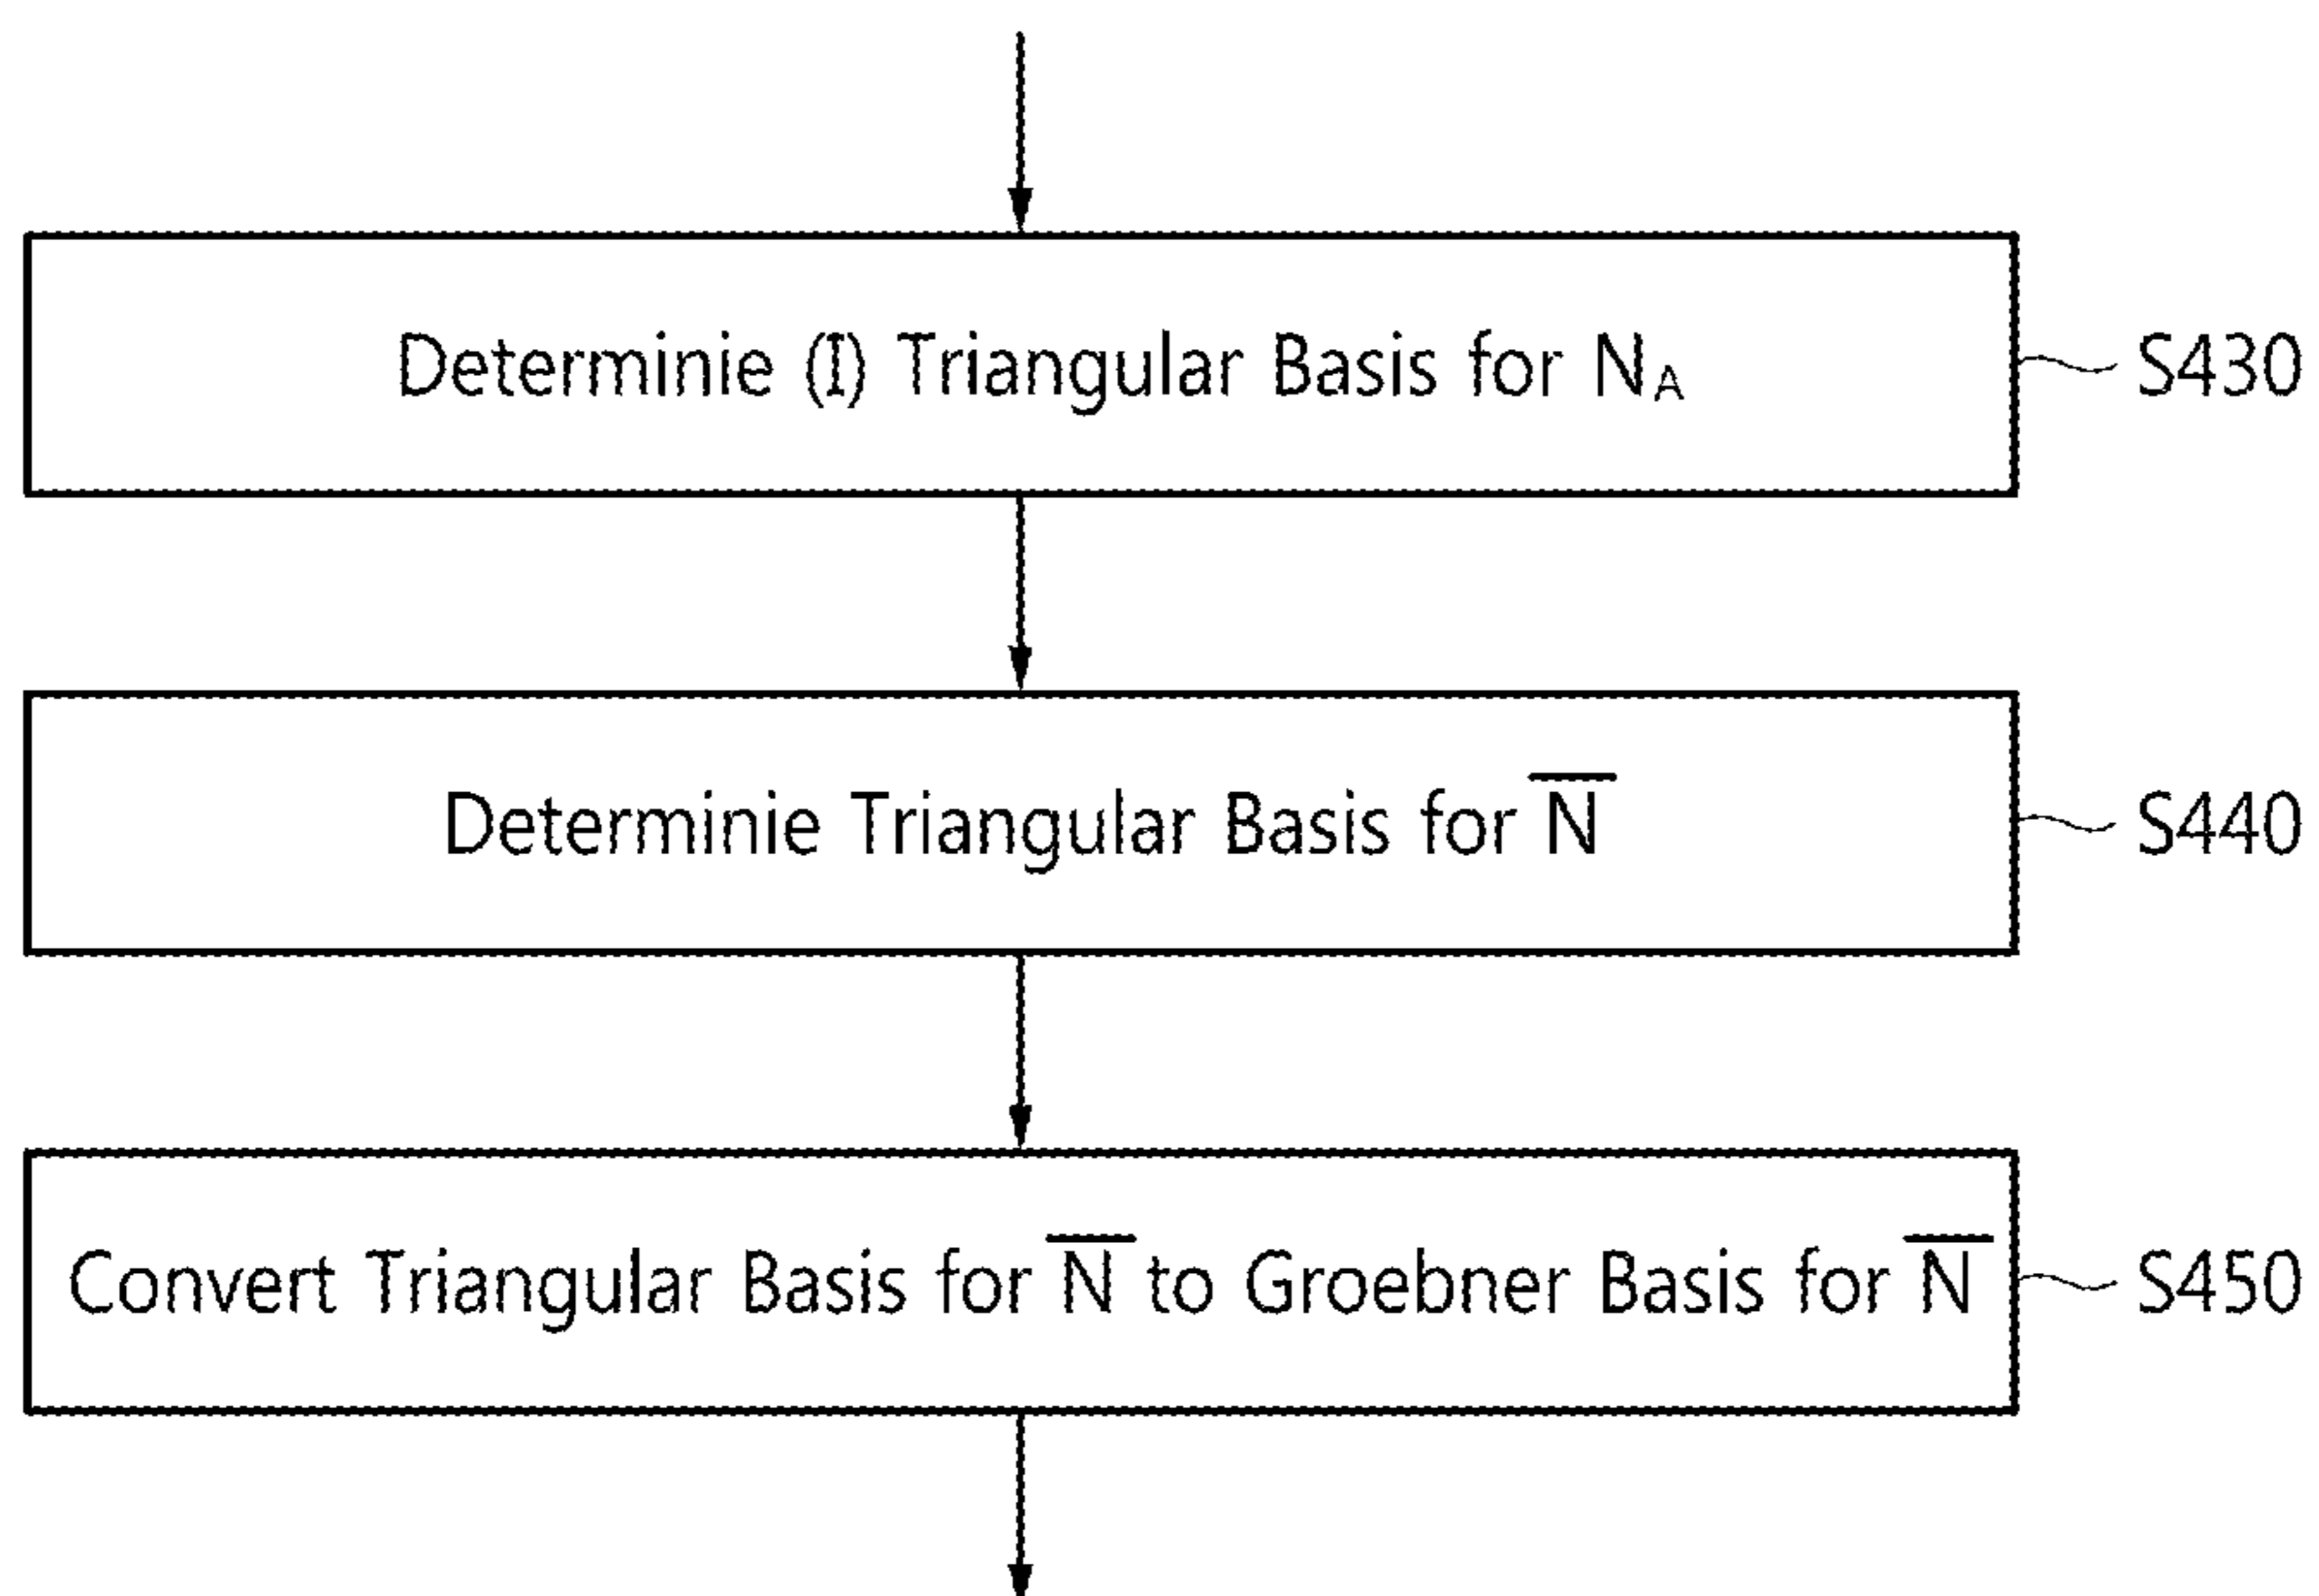 Determinie (I) Triangular Basis for N_A
S430
Determinie Triangular Basis for N̅
S440
Convert Triangular Basis for N̅ to Groebner Basis for N̅
S450